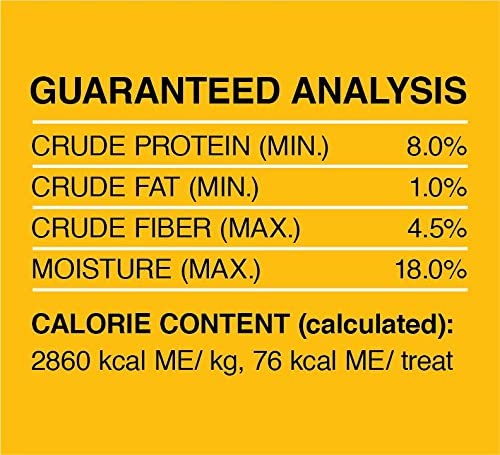 GUARANTEED ANALYSIS
CRUDE PROTEIN (MIN.) 8.0%
CRUDE FAT (MIN.) 1.0%
CRUDE FIBER (MAX.) 4.5%
MOISTURE (MAX.) 18.0%
CALORIE CONTENT (calculated):
2860 kcal ME/ kg, 76 kcal ME/ treat